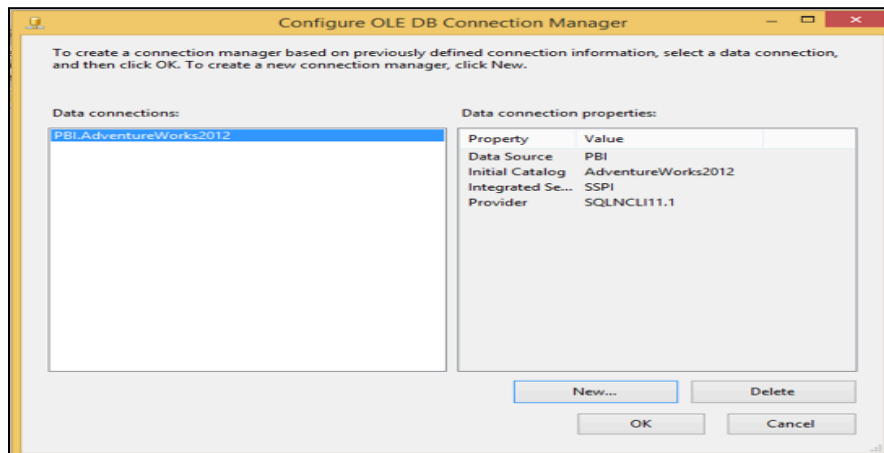 Configure OLE DB Connection Manager
To create a connection manager based on previously defined connection information, select a data connection,
and then click OK. To create a new connection manager, click New.
Data connections:
Data connection properties:
PBI.AdventureWorks2012
Property Value
Data Source PBI
Initial Catalog AdventureWorks2012
Integrated Se... SSPI
Provider SQLNCLI11.1
New...
Delete
OK
Cancel